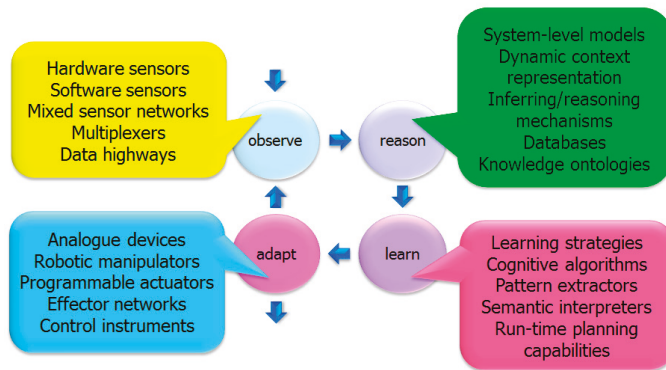 Hardware sensors
Software sensors
Mixed sensor networks
Multiplexers
Data highways
observe
reason
System-level models
Dynamic context
representation
Inferring/reasoning
mechanisms
Databases
Knowledge ontologies
Analogue devices
Robotic manipulators
Programmable actuators
Effector networks
Control instruments
adapt
learn
Learning strategies
Cognitive algorithms
Pattern extractors
Semantic interpreters
Run-time planning
capabilities